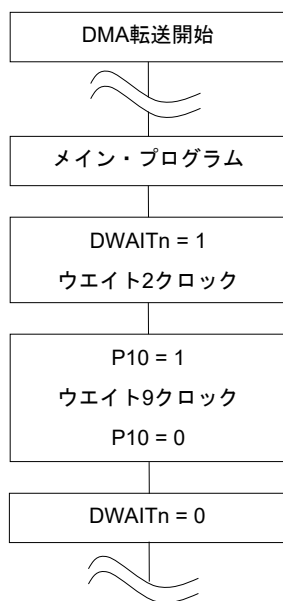 DMA転送開始
メイン・プログラム
DWAITn = 1
ウエイト2クロック
P10 = 1
ウエイト9クロック
P10 = 0
DWAITn = 0